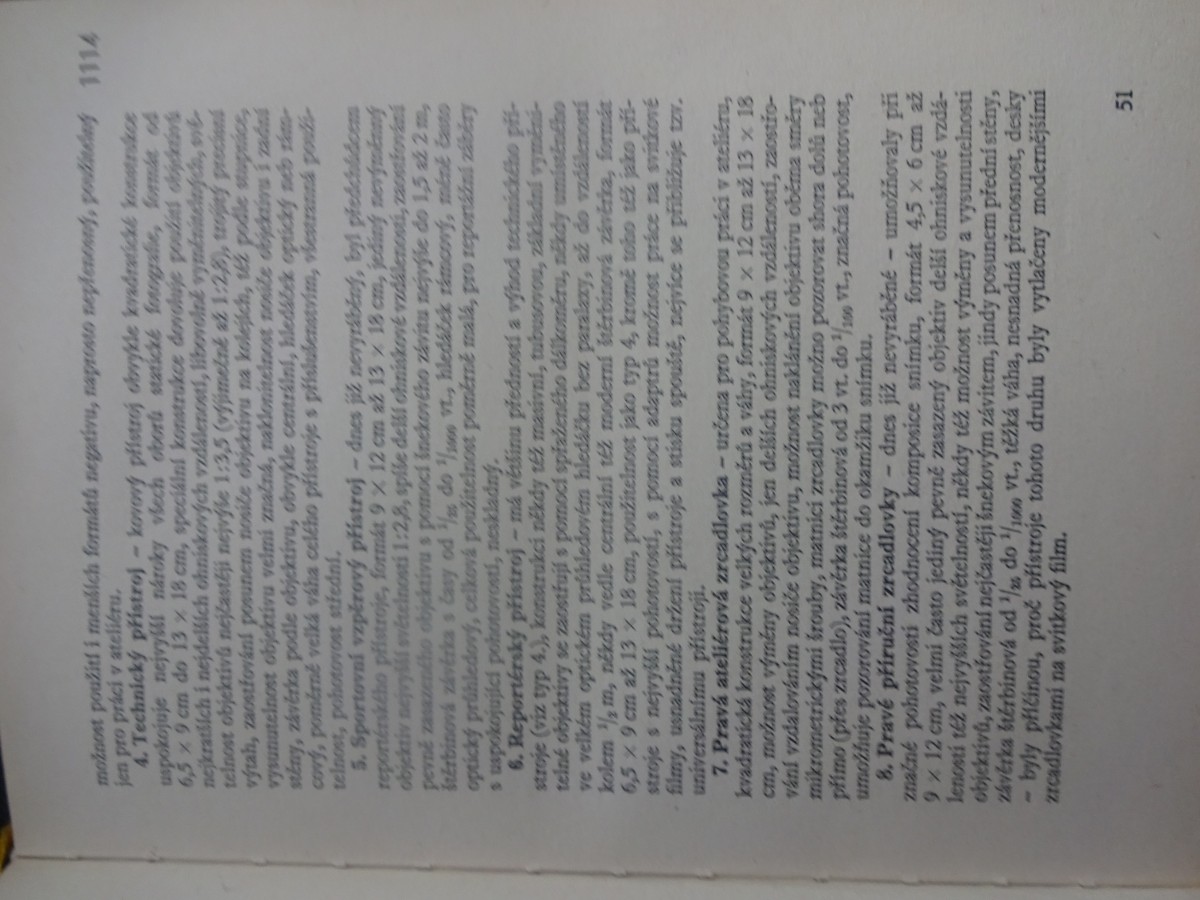 1114
možnost použití i menších formátů negativu, naprosto nepřenosný, použitelný
jen pro práci v ateliéru.
4. Technický přístroj – kovový přístroj obvykle kvadratické konstrukce
uspokojuje nejvyšší nároky všech oborů statické fotografie, formát od
6,5 × 9 cm do 13 × 18 cm, speciální konstrukce dovoluje použití objektivů
nejkratších i nejdelších ohniskových vzdáleností, libovolně vyměnitelných, svě-
telnost objektivů nejčastěji nejvýše 1:3,5 (výjimečně až 1:2,8), trojitý
výtah, zaostřování posunem nosiče objektivu na kolejích, též podle stupnice,
vysunutelnost objektivu velmi značná, naklonitelnost nosiče objektivu i zadní
stěny, závěrka podle objektivu, obvykle centrální, hledáček optický neb rám-
cový, poměrně velká váha celého přístroje s příslušenstvím, všestranná použi-
telnost, pohotovost střední.
5. Sportovní vzpěrový přístroj – dnes již nevyráběný, byl předchůdcem
reportérského přístroje, formát 9 × 12 cm až 13 × 18 cm, jediný nevýměnný
objektiv nejvyšší světelnosti 1:2,8, spíše delší ohniskové vzdálenosti, zaostřování
pevně zasazeného objektivu s pomocí šnekového závitu nejvýše do 1,5 až 2 m,
štěrbinová závěrka s časy od do 1/1000 vt., hledáček rámcový, méně často
optický průhledový, celková použitelnost poměrně malá, pro reportážní záběry
s uspokojující pohotovostí, neskladný.
6. Reportérský přístroj – má většinu předností a výhod technického pří-
stroje (viz typ 4.), konstrukci někdy též masivní, tubusovou, základní vyměni-
telné objektivy se zaostřují s pomocí spřaženého dálkoměru, někdy umístěného
ve velkém optickém průhledovém hledáčku bez paralaxy, až do vzdálenosti
kolem m, někdy vedle centrální též moderní štěrbinová závěrka, formát
6,5 × 9 cm až 13 × 18 cm, použitelnost jako typ 4, kromě toho též jako pří-
stroje s nejvyšší pohotovostí, s pomocí adaptrů možnost práce na svitkové
filmy, usnadněné držení přístroje a stisku spouště, nejvíce se přibližuje tzv.
universálnímu přístroji.
7. Pravá ateliérová zrcadlovka – určena pro pohybovou práci v ateliéru,
kvadratická konstrukce velkých rozměrů a váhy, formát 9 × 12 cm až 13 × 18
cm, možnost výměny objektivů, jen delších ohniskových vzdáleností, zaostřo-
vání vzdalováním nosiče objektivu, možnost naklánění objektivu oběma směry
mikrometrickými šrouby, matnici zrcadlovky možno pozorovat shora dolů neb
přímo (přes zrcadlo), závěrka štěrbinová od 3 vt. do 1/100 vt., značná pohotovost,
umožňuje pozorování matnice do okamžiku snímku.
8. Pravé příruční zrcadlovky – dnes již nevyráběné – umožňovaly při
značné pohotovosti zhodnocení komposice snímku, formát 4,5 × 6 cm až
9 × 12 cm, velmi často jediný pevně zasazený objektiv delší ohniskové vzdá-
lenosti též nejvyšších světelností, někdy též možnost výměny a vysunutelnosti
objektivů, zaostřování nejčastěji šnekovým závitem, jindy posunem přední stěny,
závěrka štěrbinová od do 1/1000 vt., těžká váha, nesnadná přenosnost, desky
– byly příčinou, proč přístroje tohoto druhu byly vytlačeny modernějšími
zrcadlovkami na svitkový film.
51